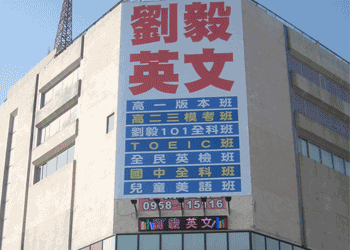 劉毅
英文
高一版本班
高二三模考班
劉毅101全科班
TOEIC班
全民英檢班
國中全科班
兒童美語班
0958-15116
劉毅英文